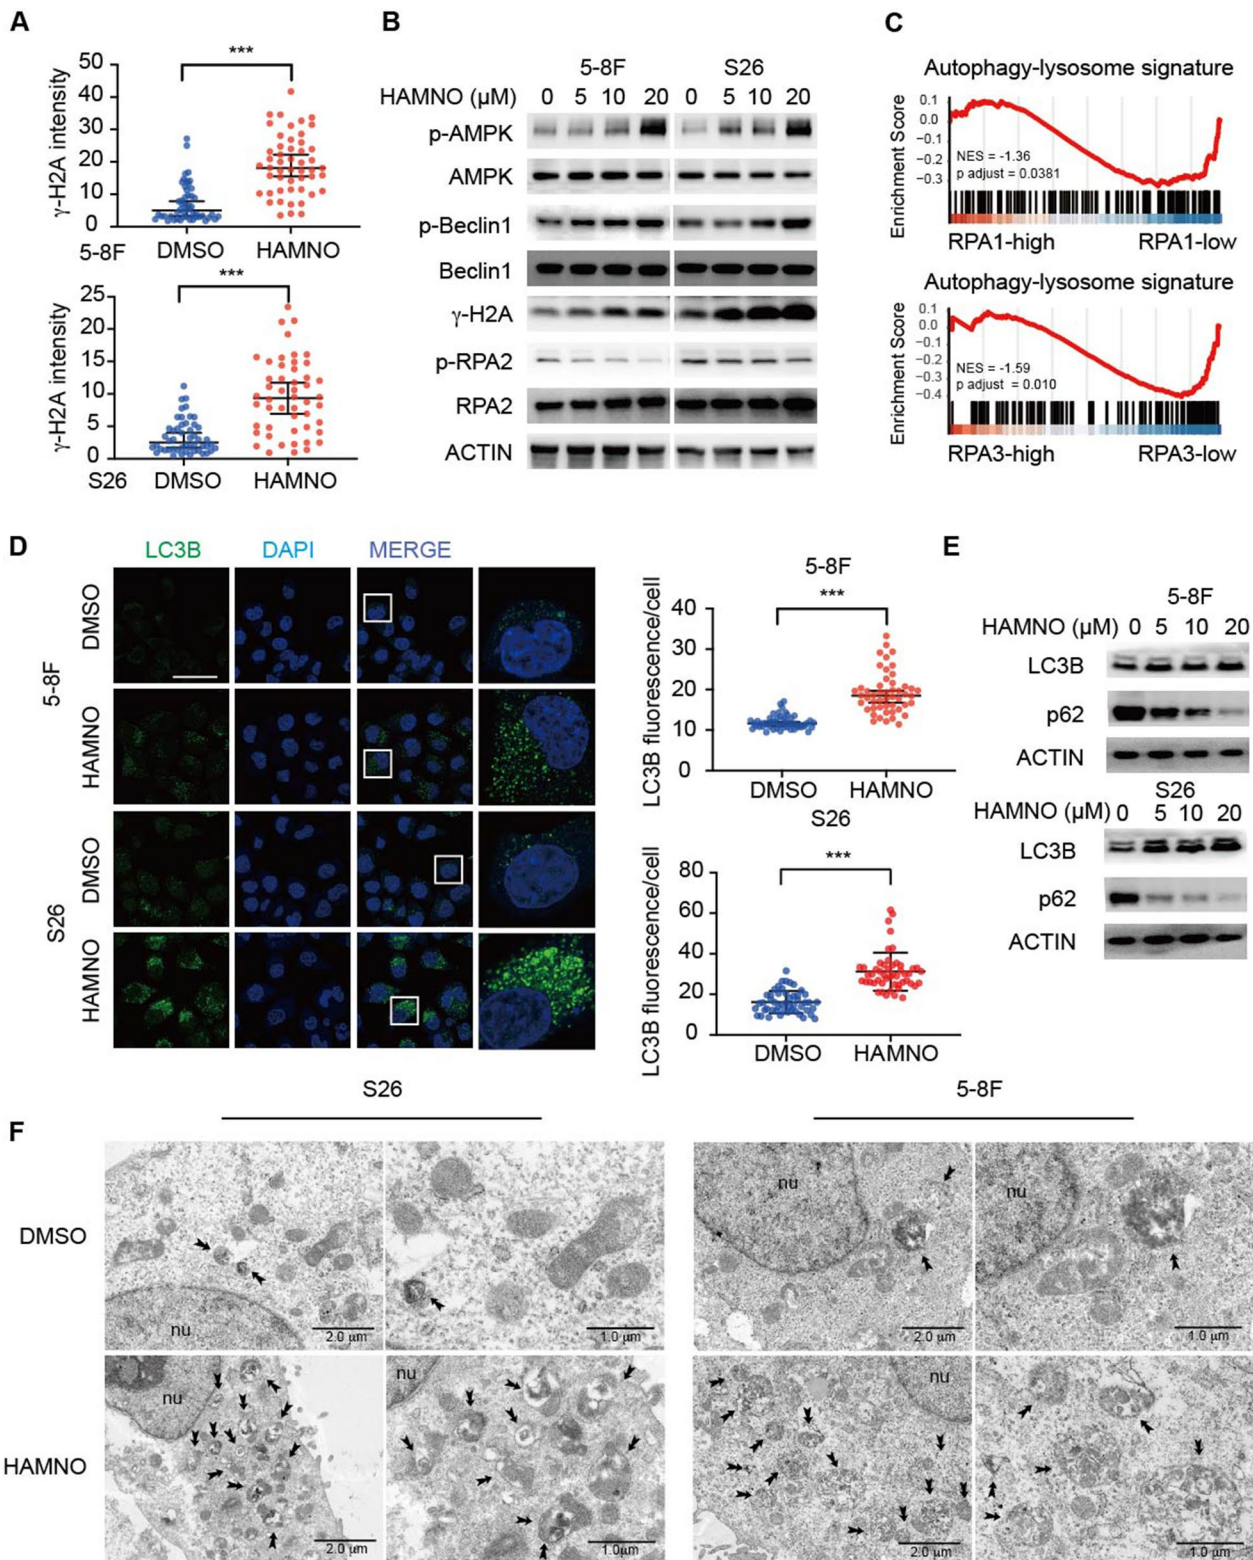 A
γ-H2A intensity
50
40
30
20
10
0
***
5-8F DMSO HAMNO
γ-H2A intensity
25
20
15
10
5
0
***
S26 DMSO HAMNO
B
5-8F S26
HAMNO (μM) 0 5 10 20 0 5 10 20
p-AMPK
AMPK
p-Beclin1
Beclin1
γ-H2A
p-RPA2
RPA2
ACTIN
C
Autophagy-lysosome signature
Enrichment Score
0.1
0.0
−0.1
−0.2
−0.3
NES = -1.36
p adjust = 0.0381
RPA1-high RPA1-low
Autophagy-lysosome signature
Enrichment Score
0.1
0.0
−0.1
−0.2
−0.3
−0.4
NES = -1.59
p adjust = 0.010
RPA3-high RPA3-low
D
LC3B DAPI MERGE
5-8F
DMSO
HAMNO
S26
DMSO
HAMNO
5-8F
LC3B fluorescence/cell
40
30
20
10
0
***
DMSO HAMNO
S26
LC3B fluorescence/cell
80
60
40
20
0
***
DMSO HAMNO
E
5-8F
HAMNO (μM) 0 5 10 20
LC3B
p62
ACTIN
S26
HAMNO (μM) 0 5 10 20
LC3B
p62
ACTIN
F
S26 5-8F
DMSO
nu
2.0 μm
1.0 μm
nu
2.0 μm
nu
1.0 μm
HAMNO
nu
2.0 μm
nu
1.0μm
nu
2.0 μm
1.0 μm